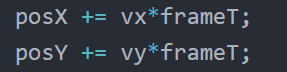 posX += vx*frameT;
posY += vy*frameT;